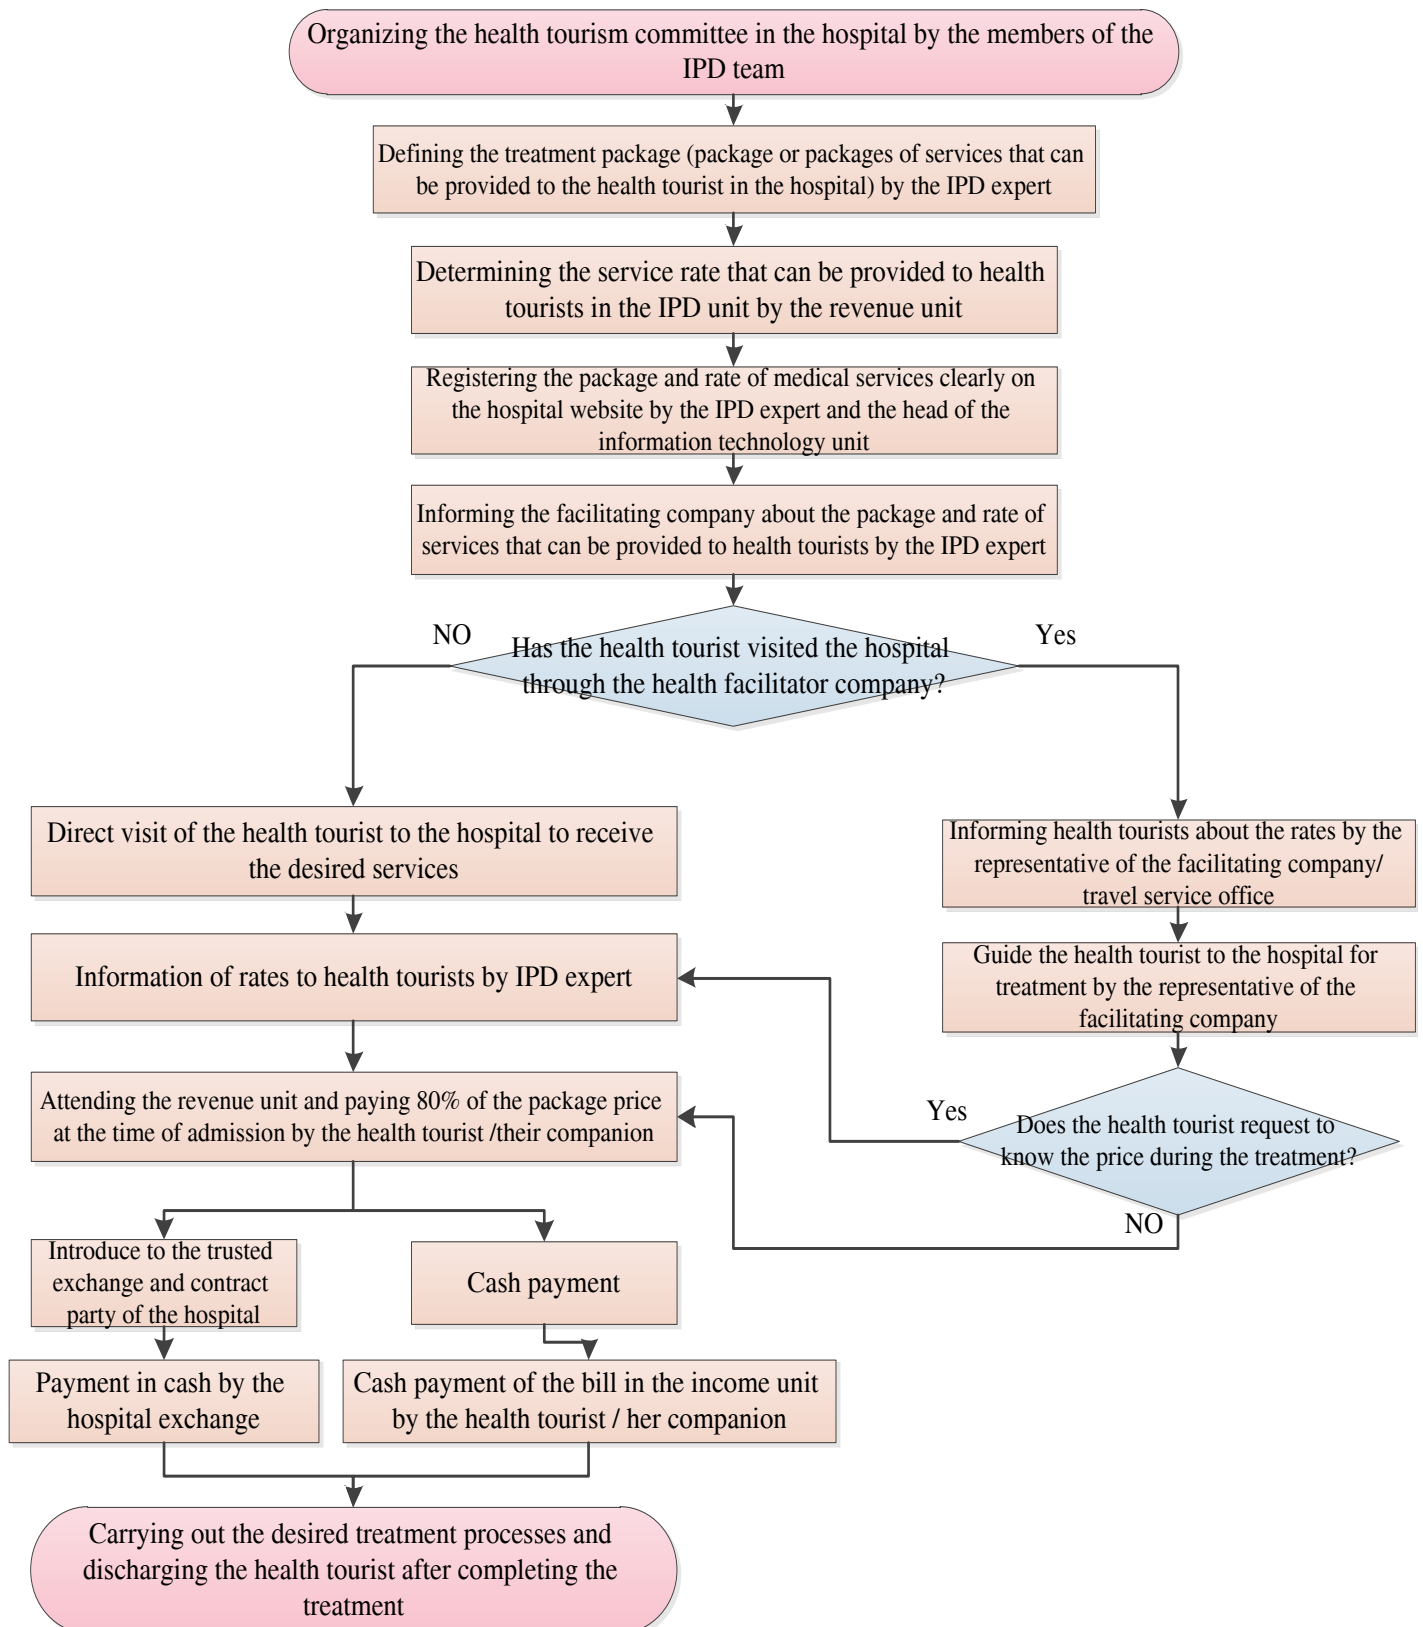 Organizing the health tourism committee in the hospital by the members of the
IPD team
Defining the treatment package (package or packages of services that can
be provided to the health tourist in the hospital) by the IPD expert
Determining the service rate that can be provided to health
tourists in the IPD unit by the revenue unit
Registering the package and rate of medical services clearly on
the hospital website by the IPD expert and the head of the
information technology unit
Informing the facilitating company about the package and rate of
services that can be provided to health tourists by the IPD expert
NO
Has the health tourist visited the hospital
through the health facilitator company?
Yes
Direct visit of the health tourist to the hospital to receive
the desired services
Informing health tourists about the rates by the
representative of the facilitating company/
travel service office
Information of rates to health tourists by IPD expert
Guide the health tourist to the hospital for
treatment by the representative of the
facilitating company
Attending the revenue unit and paying 80% of the package price
at the time of admission by the health tourist /their companion
Yes
Does the health tourist request to
know the price during the treatment?
NO
Introduce to the trusted
exchange and contract
party of the hospital
Cash payment
Payment in cash by the
hospital exchange
Cash payment of the bill in the income unit
by the health tourist / her companion
Carrying out the desired treatment processes and
discharging the health tourist after completing the
treatment